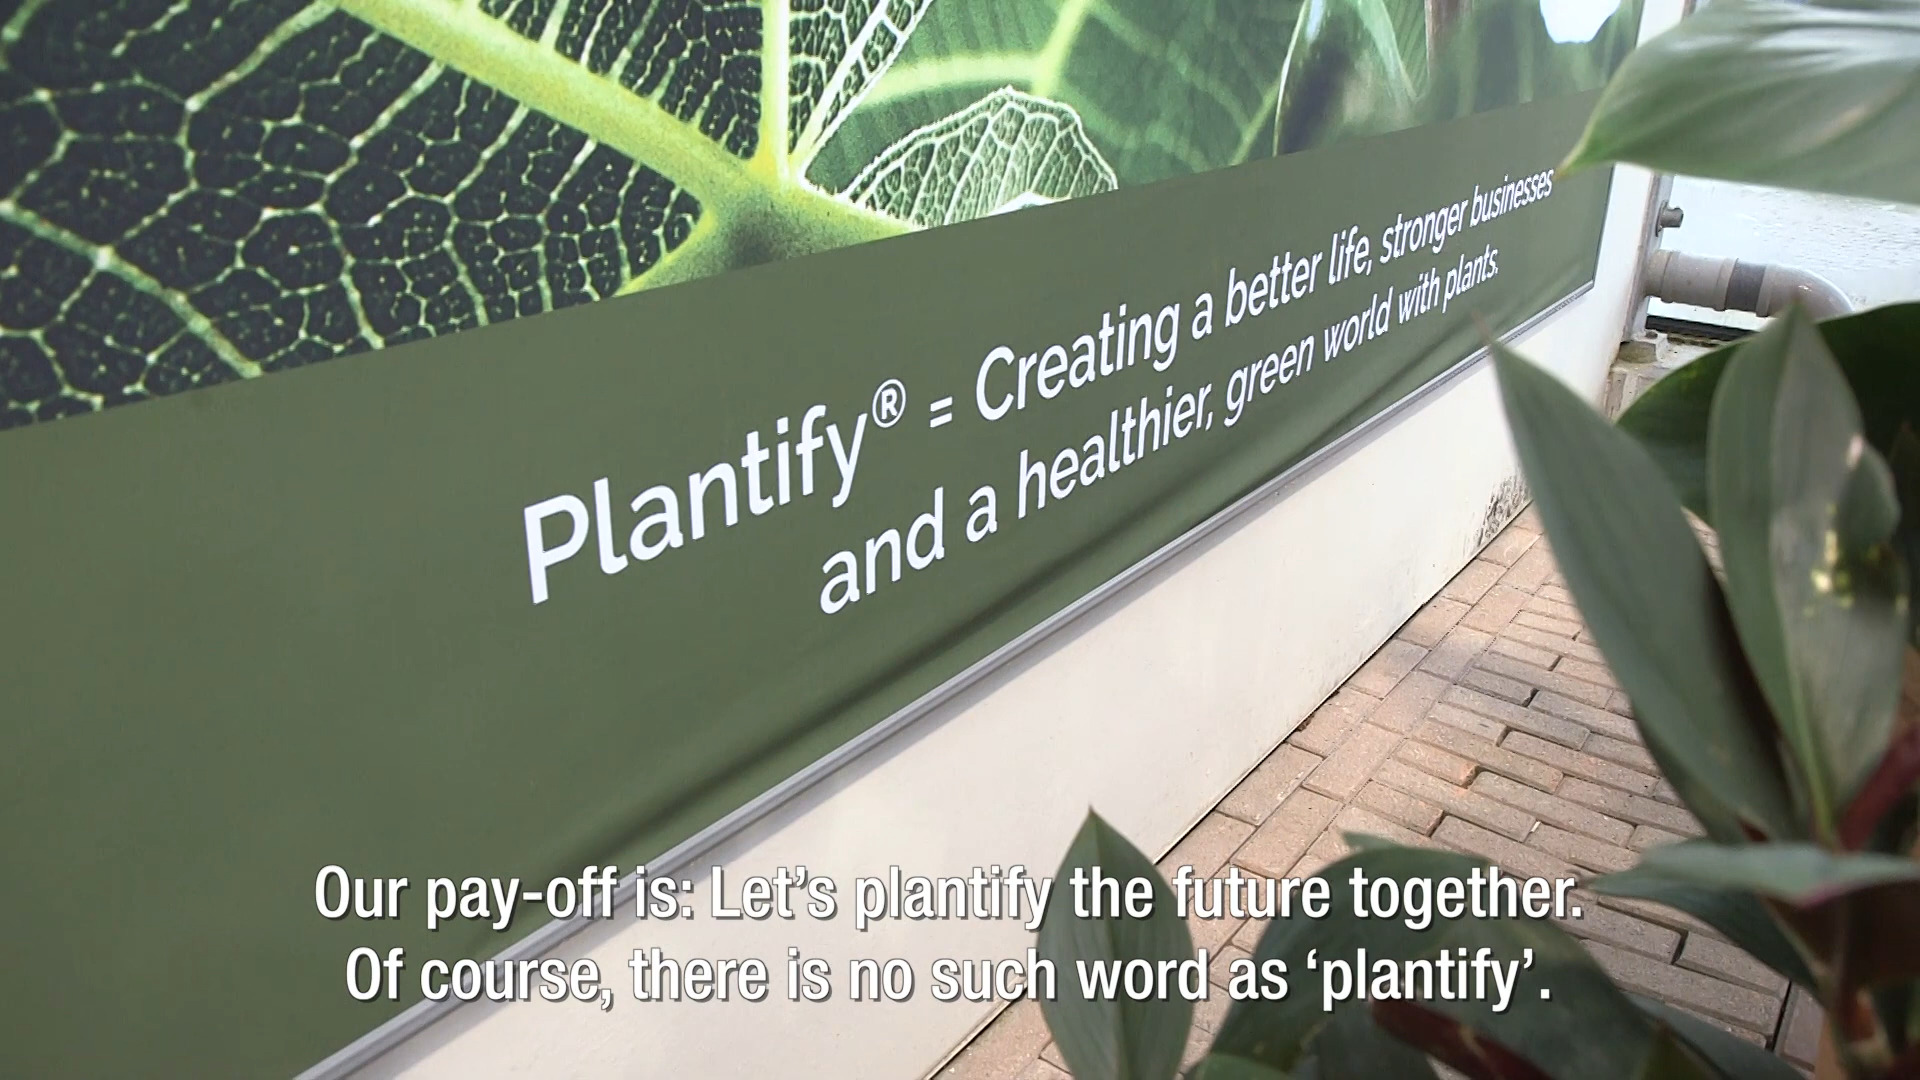 Plantify® = Creating a better life, stronger businesses
and a healthier, green world with plants.
Our pay-off is: Let’s plantify the future together.
Of course, there is no such word as ‘plantify’.